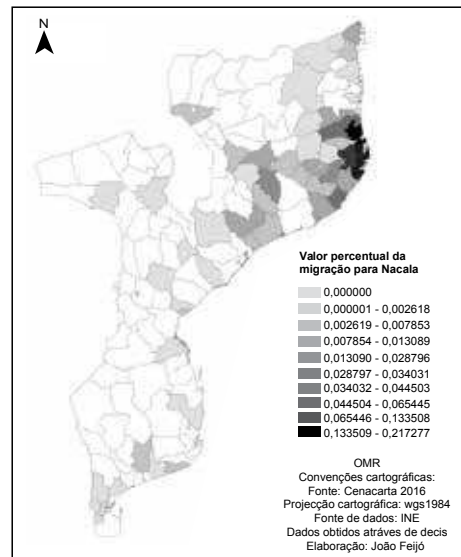 N
Valor percentual da
migração para Nacala
0,000000
0,000001 - 0,002618
0,002619 - 0,007853
0,007854 - 0,013089
0,013090 - 0,028796
0,028797 - 0,034031
0,034032 - 0,044503
0,044504 - 0,065445
0,065446 - 0,133508
0,133509 - 0,217277
OMR
Convenções cartográficas:
Fonte: Cenacarta 2016
Projecção cartográfica: wgs1984
Fonte de dados: INE
Dados obtidos atráves de decis
Elaboração: João Feijó